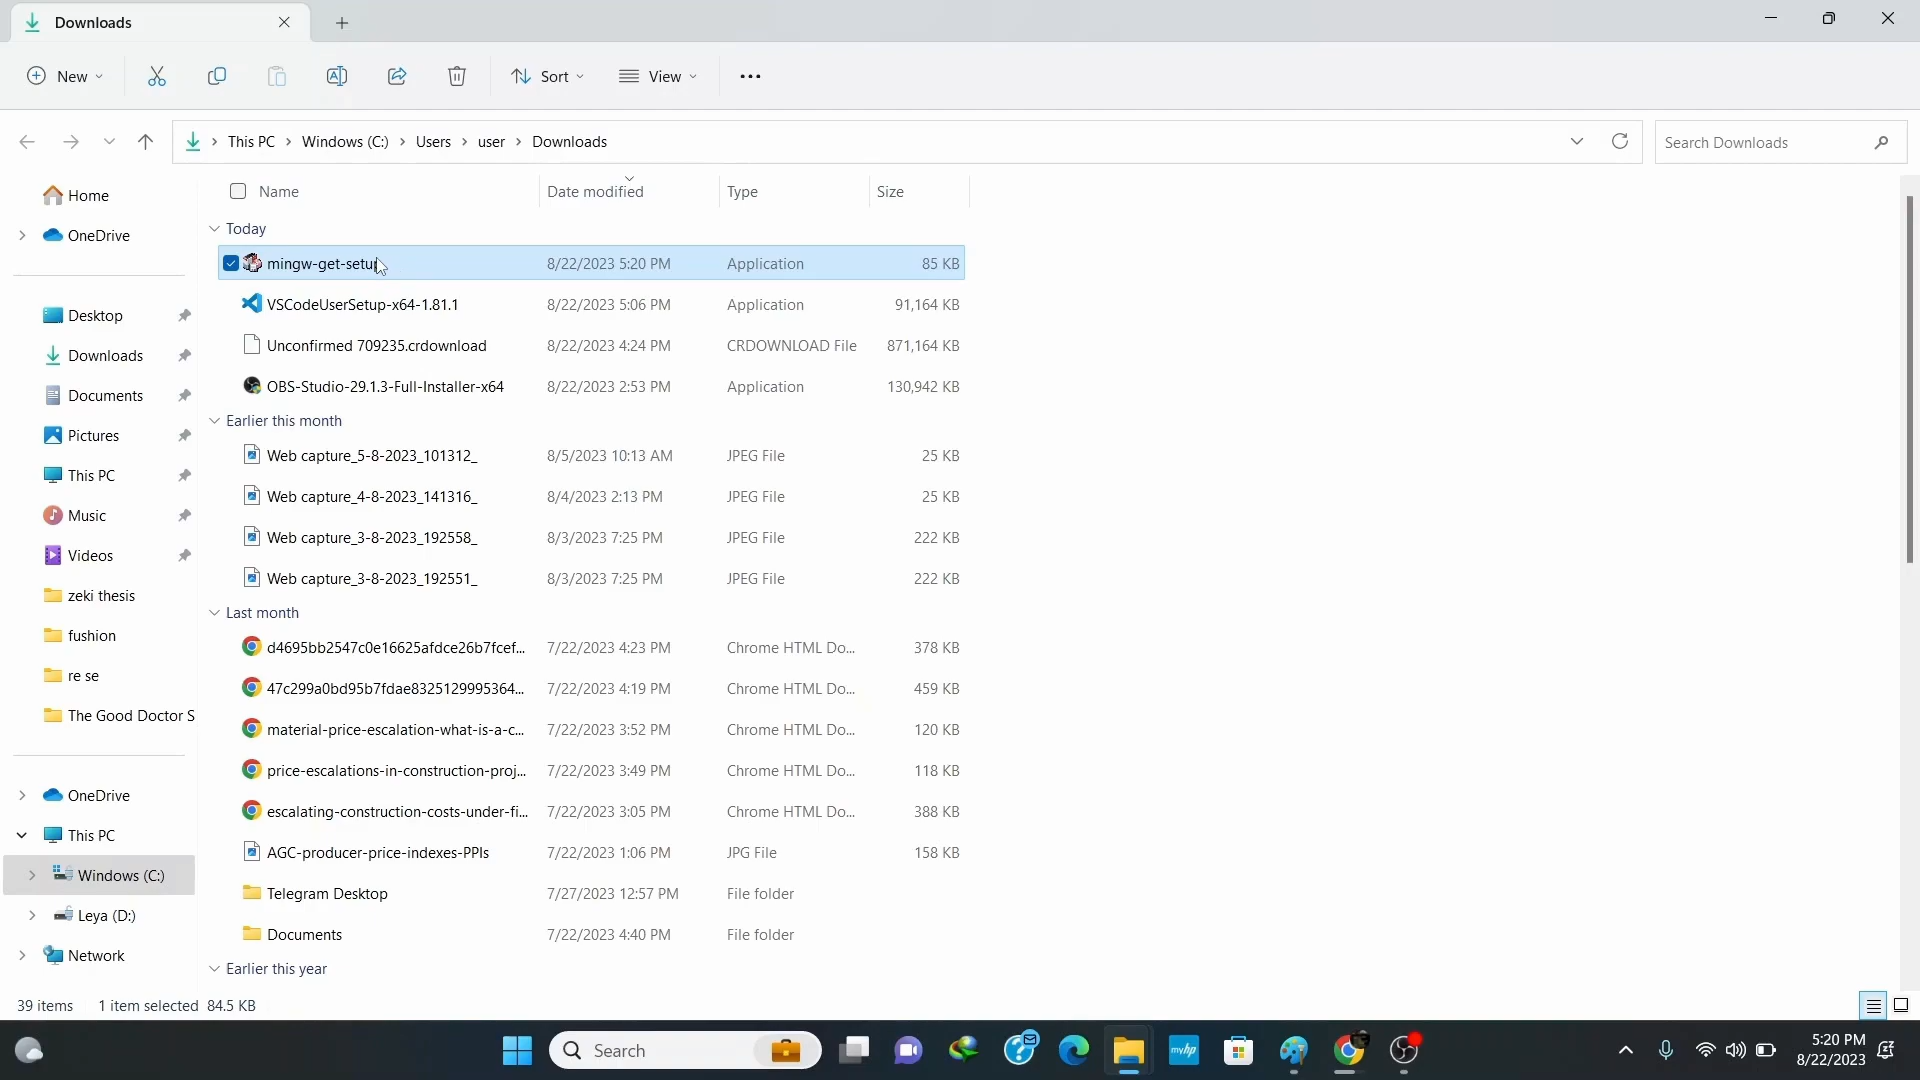 Downloads
New
Sort
View
This PC > Windows (C:) > Users > user > Downloads
Search Downloads
Name Date modified Type Size
Home
OneDrive
Desktop
Downloads
Documents
Pictures
This PC
Music
Videos
zeki thesis
fushion
re se
The Good Doctor S
OneDrive
This PC
Windows (C:)
Leya (D:)
Network
Today
mingw-get-setup 8/22/2023 5:20 PM Application 85 KB
VSCodeUserSetup-x64-1.81.1 8/22/2023 5:06 PM Application 91,164 KB
Unconfirmed 709235.crdownload 8/22/2023 4:24 PM CRDOWNLOAD File 871,164 KB
OBS-Studio-29.1.3-Full-Installer-x64 8/22/2023 2:53 PM Application 130,942 KB
Earlier this month
Web capture_5-8-2023_101312_ 8/5/2023 10:13 AM JPEG File 25 KB
Web capture_4-8-2023_141316_ 8/4/2023 2:13 PM JPEG File 25 KB
Web capture_3-8-2023_192558_ 8/3/2023 7:25 PM JPEG File 222 KB
Web capture_3-8-2023_192551_ 8/3/2023 7:25 PM JPEG File 222 KB
Last month
d4695bb2547c0e16625afdce26b7fcef... 7/22/2023 4:23 PM Chrome HTML Do... 378 KB
47c299a0bd95b7fdae8325129995364... 7/22/2023 4:19 PM Chrome HTML Do... 459 KB
material-price-escalation-what-is-a-c... 7/22/2023 3:52 PM Chrome HTML Do... 120 KB
price-escalations-in-construction-proj... 7/22/2023 3:49 PM Chrome HTML Do... 118 KB
escalating-construction-costs-under-fi... 7/22/2023 3:05 PM Chrome HTML Do... 388 KB
AGC-producer-price-indexes-PPIs 7/22/2023 1:06 PM JPG File 158 KB
Telegram Desktop 7/27/2023 12:57 PM File folder
Documents 7/22/2023 4:40 PM File folder
Earlier this year
39 items 1 item selected 84.5 KB
Search
myhp
5:20 PM
8/22/2023